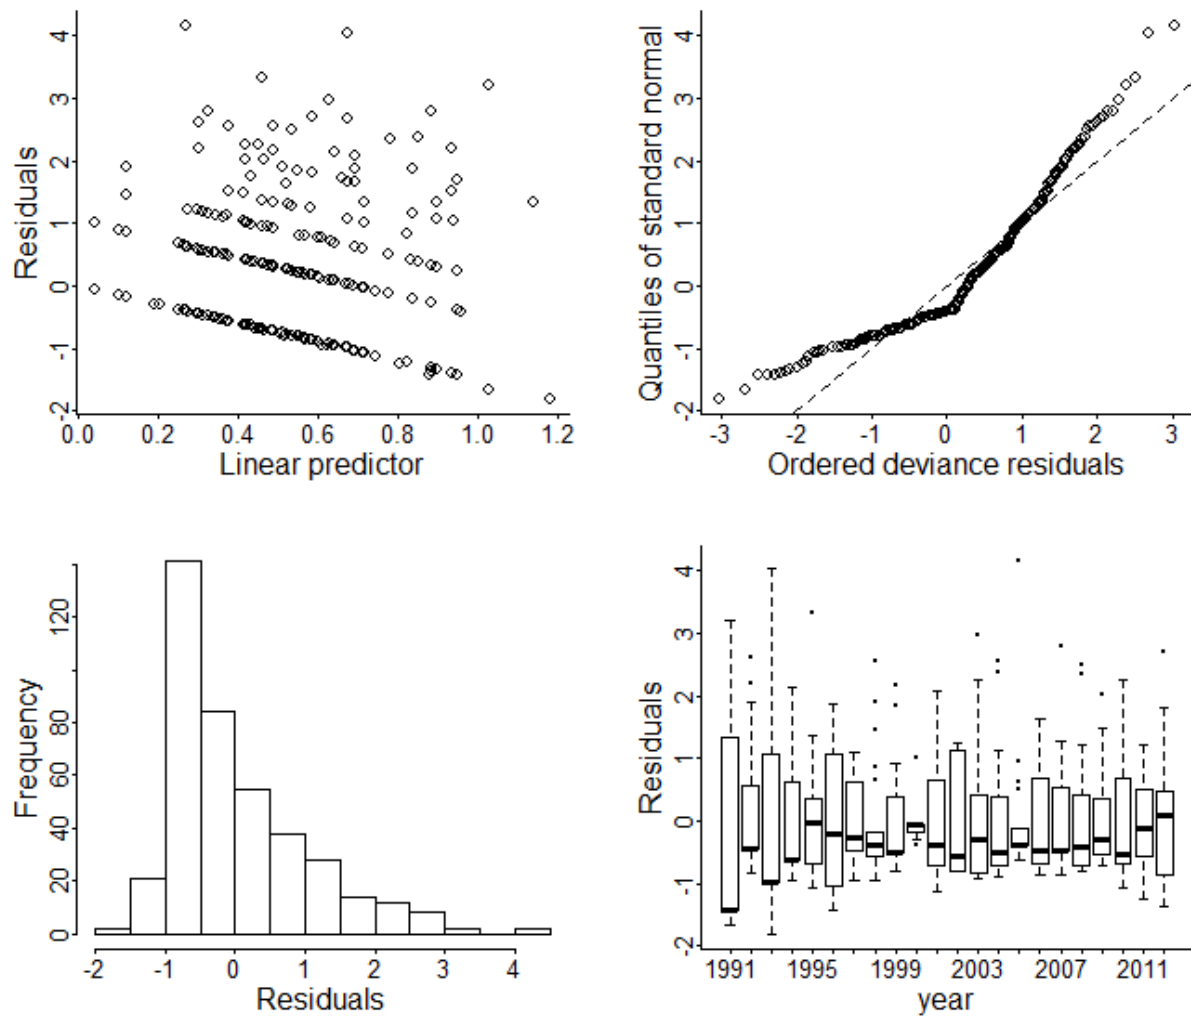 4
3
2
1
0
-1
-2
Residuals
0.0 0.2 0.4 0.6 0.8 1.0 1.2
Linear predictor
4
3
2
1
0
-1
-2
Quantiles of standard normal
-3 -2 -1 0 1 2 3
Ordered deviance residuals
120
80
60
40
20
0
Frequency
-2 -1 0 1 2 3 4
Residuals
4
3
2
1
0
-1
-2
Residuals
1991 1995 1999 2003 2007 2011
year